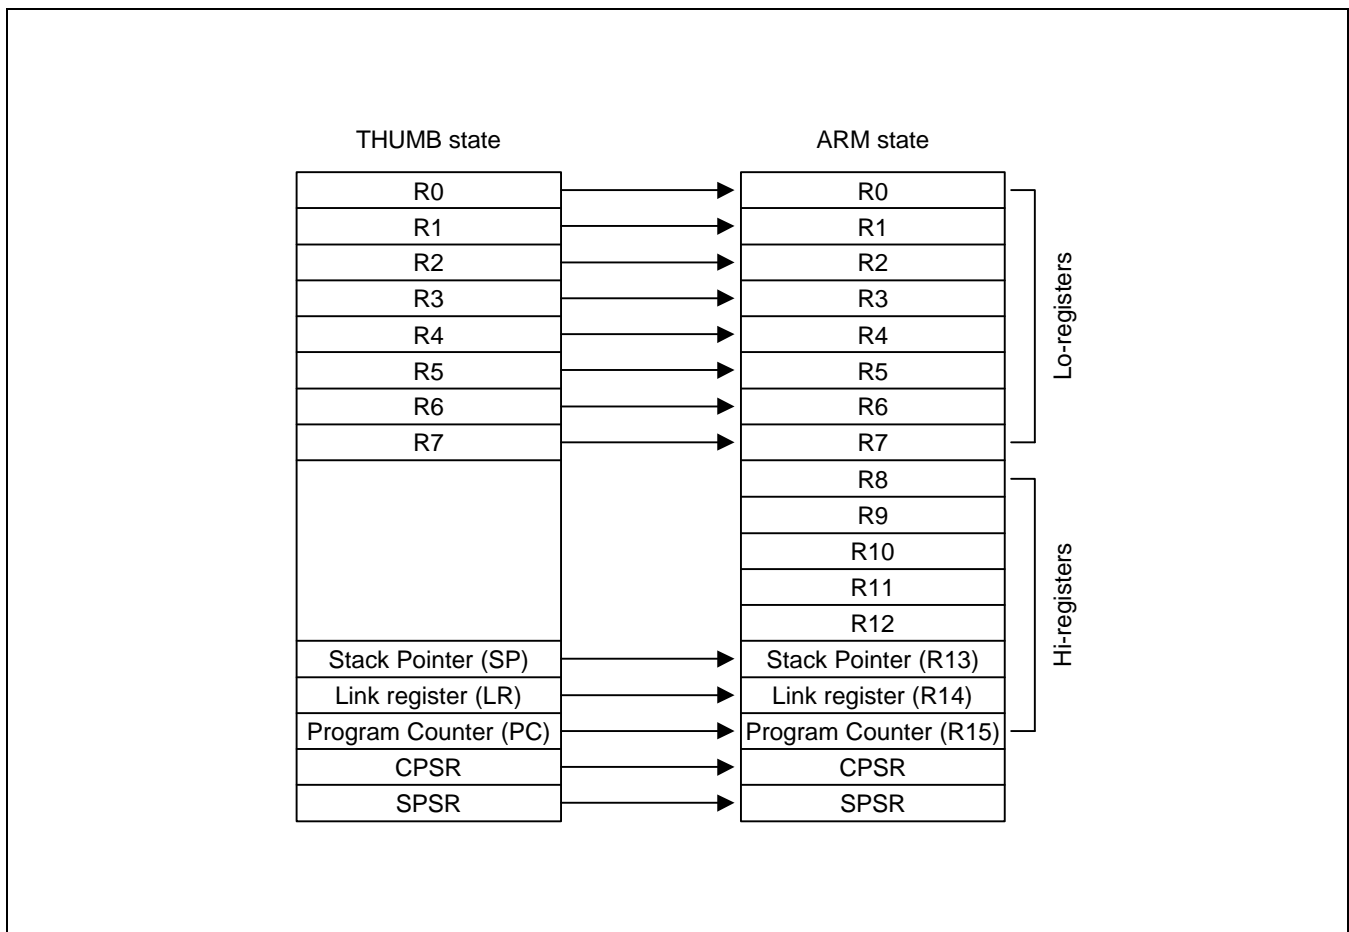 THUMB state
R0
R1
R2
R3
R4
R5
R6
R7
Stack Pointer (SP)
Link register (LR)
Program Counter (PC)
CPSR
SPSR
ARM state
R0
R1
R2
R3
R4
R5
R6
R7
R8
R9
R10
R11
R12
Stack Pointer (R13)
Link register (R14)
Program Counter (R15)
CPSR
SPSR
Lo-registers
Hi-registers